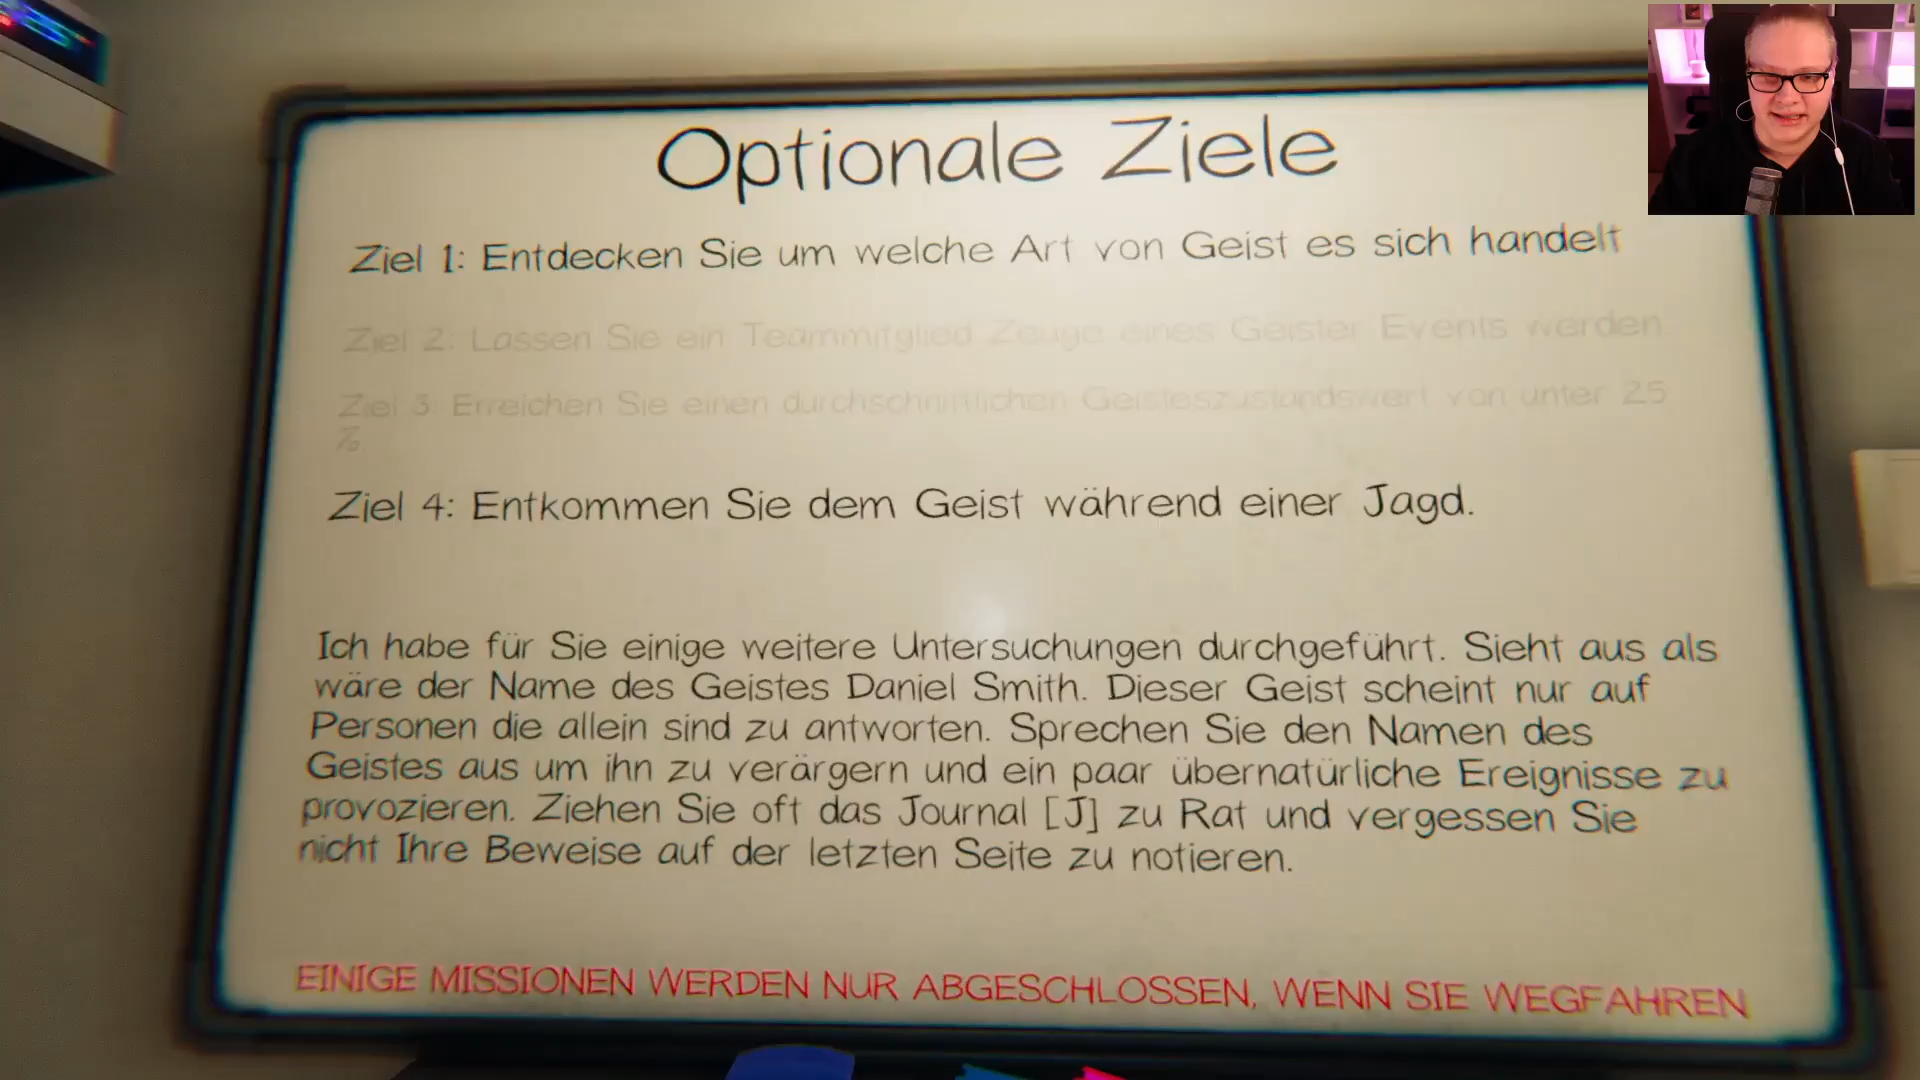 Optionale Ziele
Ziel 1: Entdecken Sie um welche Art von Geist es sich handelt
Ziel 2: Lassen Sie ein Teammitglied Zeuge eines Geister Events werden
Ziel 3: Erreichen Sie einen durchschnittlichen Geisteszustandswert von unter 25
%
Ziel 4: Entkommen Sie dem Geist während einer Jagd.
Ich habe für Sie einige weitere Untersuchungen durchgeführt. Sieht aus als
wäre der Name des Geistes Daniel Smith. Dieser Geist scheint nur auf
Personen die allein sind zu antworten. Sprechen Sie den Namen des
Geistes aus um ihn zu verärgern und ein paar übernatürliche Ereignisse zu
provozieren. Ziehen Sie oft das Journal [J] zu Rat und vergessen Sie
nicht Ihre Beweise auf der letzten Seite zu notieren.
EINIGE MISSIONEN WERDEN NUR ABGESCHLOSSEN, WENN SIE WEGFAHREN